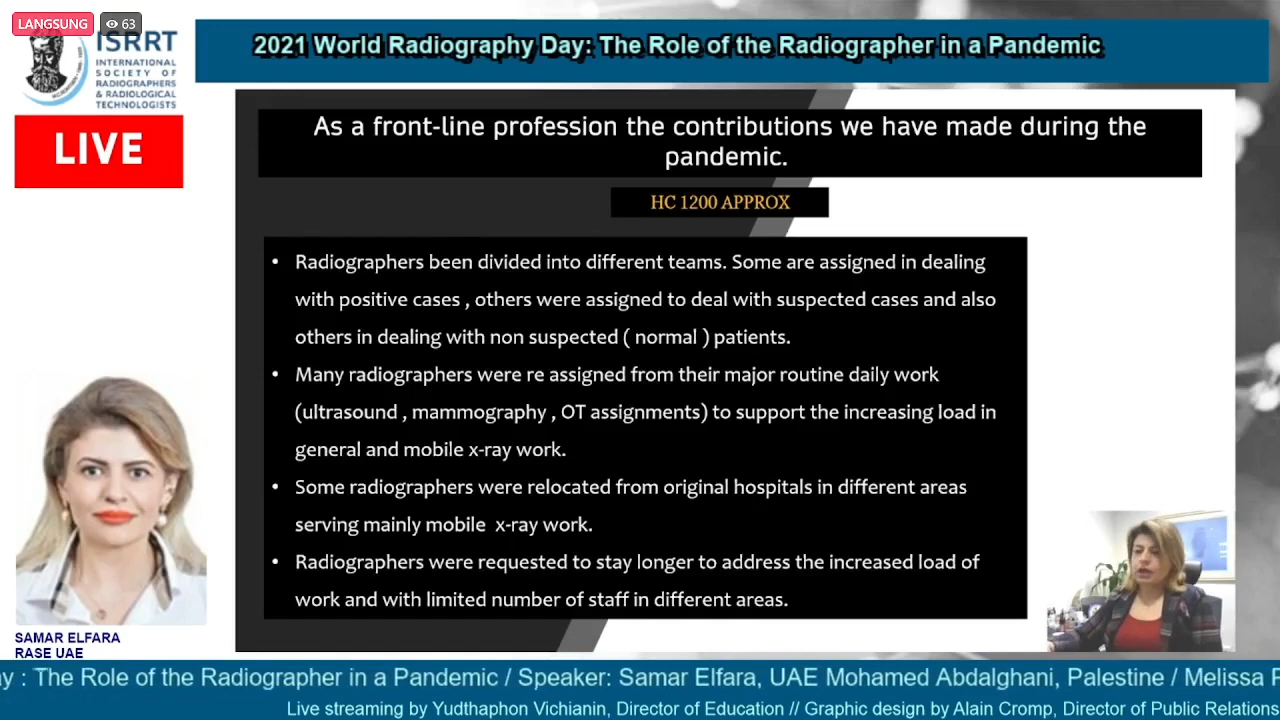 LANGSUNG 63
ISRRT
INTERNATIONAL
SOCIETY OF
RADIOGRAPHERS
& RADIOLOGICAL
TECHNOLOGISTS
2021 World Radiography Day: The Role of the Radiographer in a Pandemic
LIVE
As a front-line profession the contributions we have made during the
pandemic.
HC 1200 APPROX
• Radiographers been divided into different teams. Some are assigned in dealing
with positive cases , others were assigned to deal with suspected cases and also
others in dealing with non suspected ( normal ) patients.
• Many radiographers were re assigned from their major routine daily work
(ultrasound , mammography , OT assignments) to support the increasing load in
general and mobile x-ray work.
• Some radiographers were relocated from original hospitals in different areas
serving mainly mobile x-ray work.
• Radiographers were requested to stay longer to address the increased load of
work and with limited number of staff in different areas.
SAMAR ELFARA
RASE UAE
y : The Role of the Radiographer in a Pandemic / Speaker: Samar Elfara, UAE Mohamed Abdalghani, Palestine / Melissa
Live streaming by Yudthaphon Vichianin, Director of Education // Graphic design by Alain Cromp, Director of Public Relations